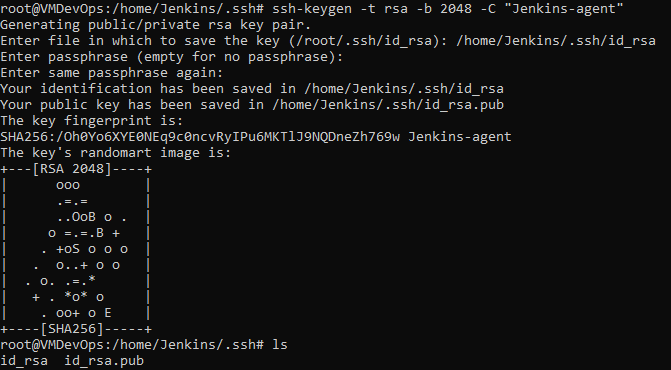 root@VMDevOps:/home/Jenkins/.ssh# ssh-keygen -t rsa -b 2048 -C "Jenkins-agent"
Generating public/private rsa key pair.
Enter file in which to save the key (/root/.ssh/id_rsa): /home/Jenkins/.ssh/id_rsa
Enter passphrase (empty for no passphrase):
Enter same passphrase again:
Your identification has been saved in /home/Jenkins/.ssh/id_rsa
Your public key has been saved in /home/Jenkins/.ssh/id_rsa.pub
The key fingerprint is:
SHA256:/Oh0Yo6XYE0NEq9c0ncvRyIPu6MKTlJ9NQDneZh769w Jenkins-agent
The key's randomart image is:
+---[RSA 2048]----+
|      ooo        |
|      .=.=       |
|      ..OoB o .  |
|     o =.=.B +   |
|    . +oS o o o  |
|   .  o..+ o o   |
|  . o. .=.*      |
|   + . *o* o     |
|    . oo+ o E    |
+----[SHA256]-----+
root@VMDevOps:/home/Jenkins/.ssh# ls
id_rsa  id_rsa.pub